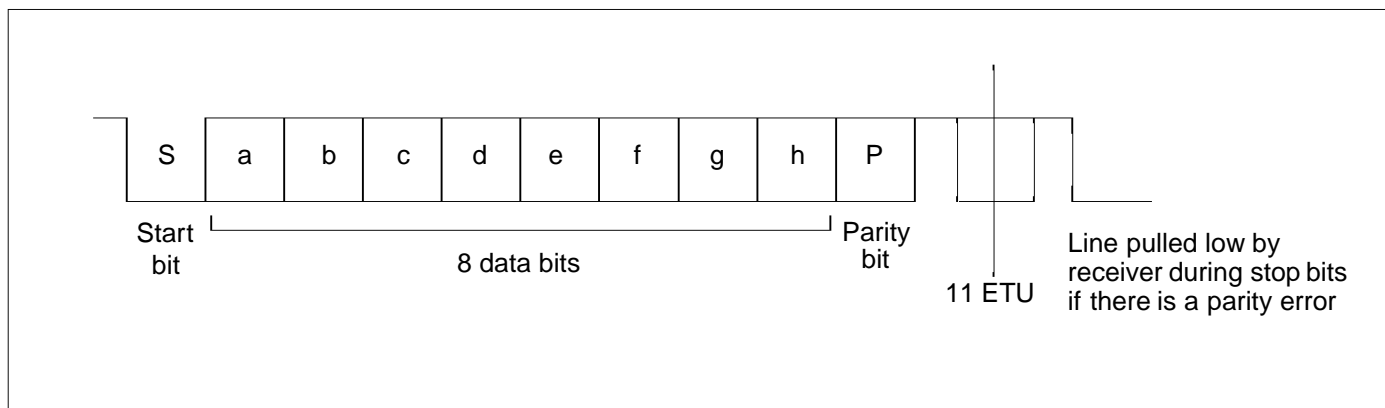 S a b c d e f g h P
Start
bit
8 data bits
Parity
bit
11 ETU
Line pulled low by
receiver during stop bits
if there is a parity error